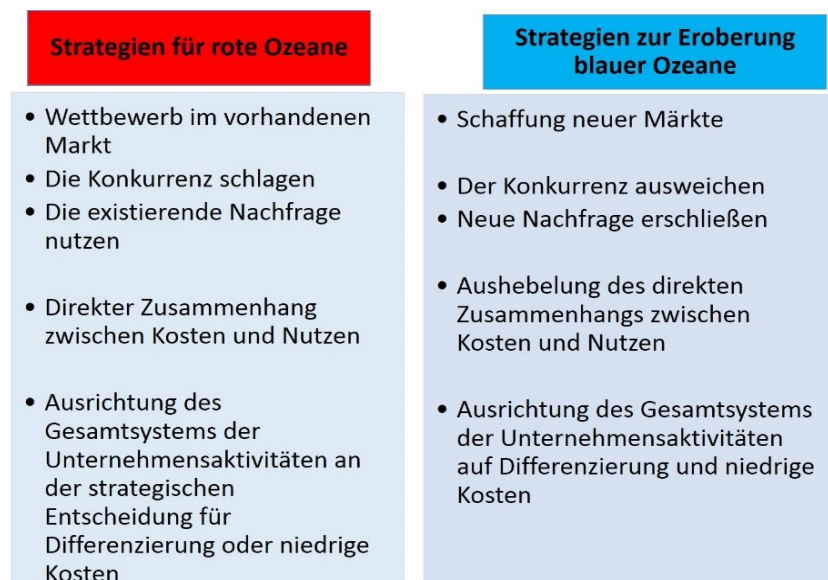 Strategien für rote Ozeane
• Wettbewerb im vorhandenen
Markt
• Die Konkurrenz schlagen
• Die existierende Nachfrage
nutzen
• Direkter Zusammenhang
zwischen Kosten und Nutzen
• Ausrichtung des
Gesamtsystems der
Unternehmensaktivitäten an
der strategischen
Entscheidung für
Differenzierung oder niedrige
Kosten
Strategien zur Eroberung
blauer Ozeane
• Schaffung neuer Märkte
• Der Konkurrenz ausweichen
• Neue Nachfrage erschließen
• Aushebelung des direkten
Zusammenhangs zwischen
Kosten und Nutzen
• Ausrichtung des Gesamtsystems
der Unternehmensaktivitäten
auf Differenzierung und niedrige
Kosten